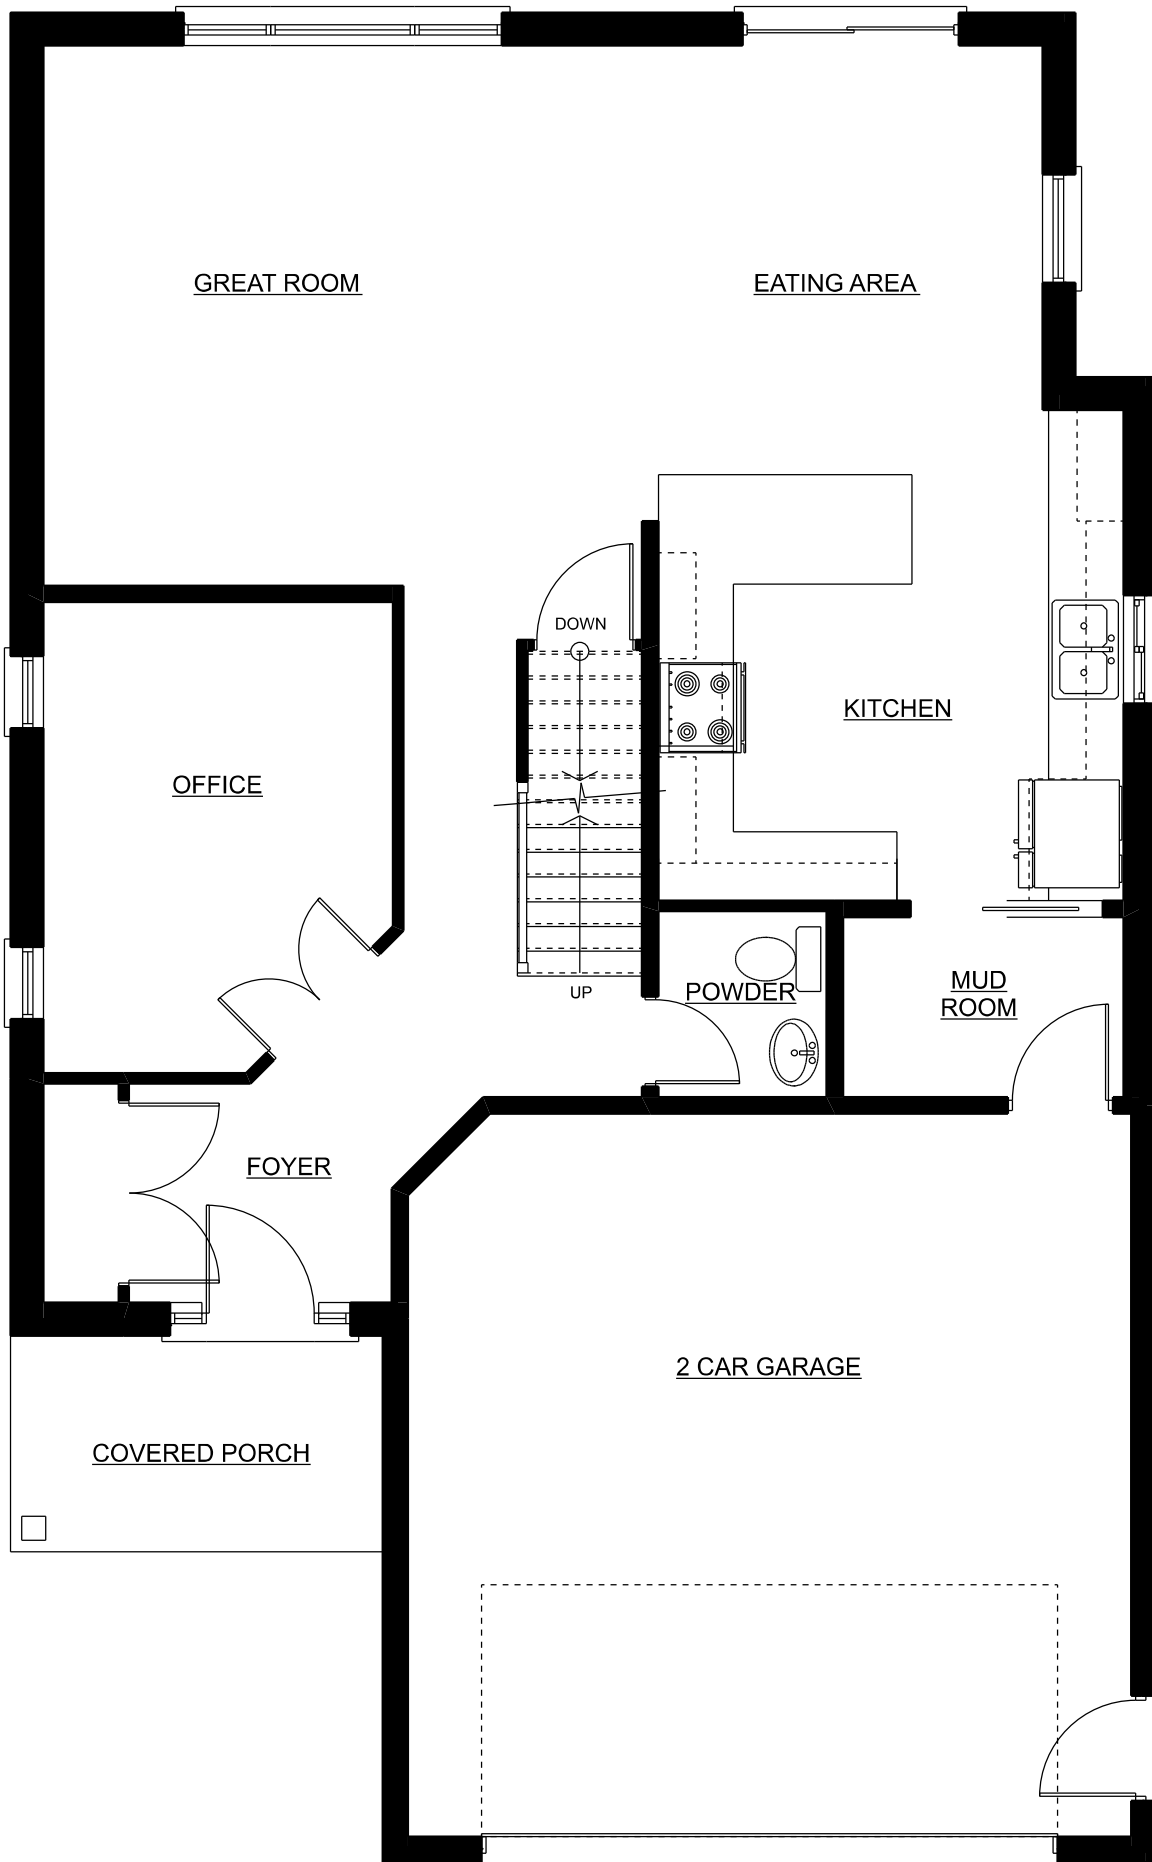 GREAT ROOM
EATING AREA
DOWN
KITCHEN
OFFICE
MUD
ROOM
POWDER
UP
FOYER
2 CAR GARAGE
COVERED PORCH